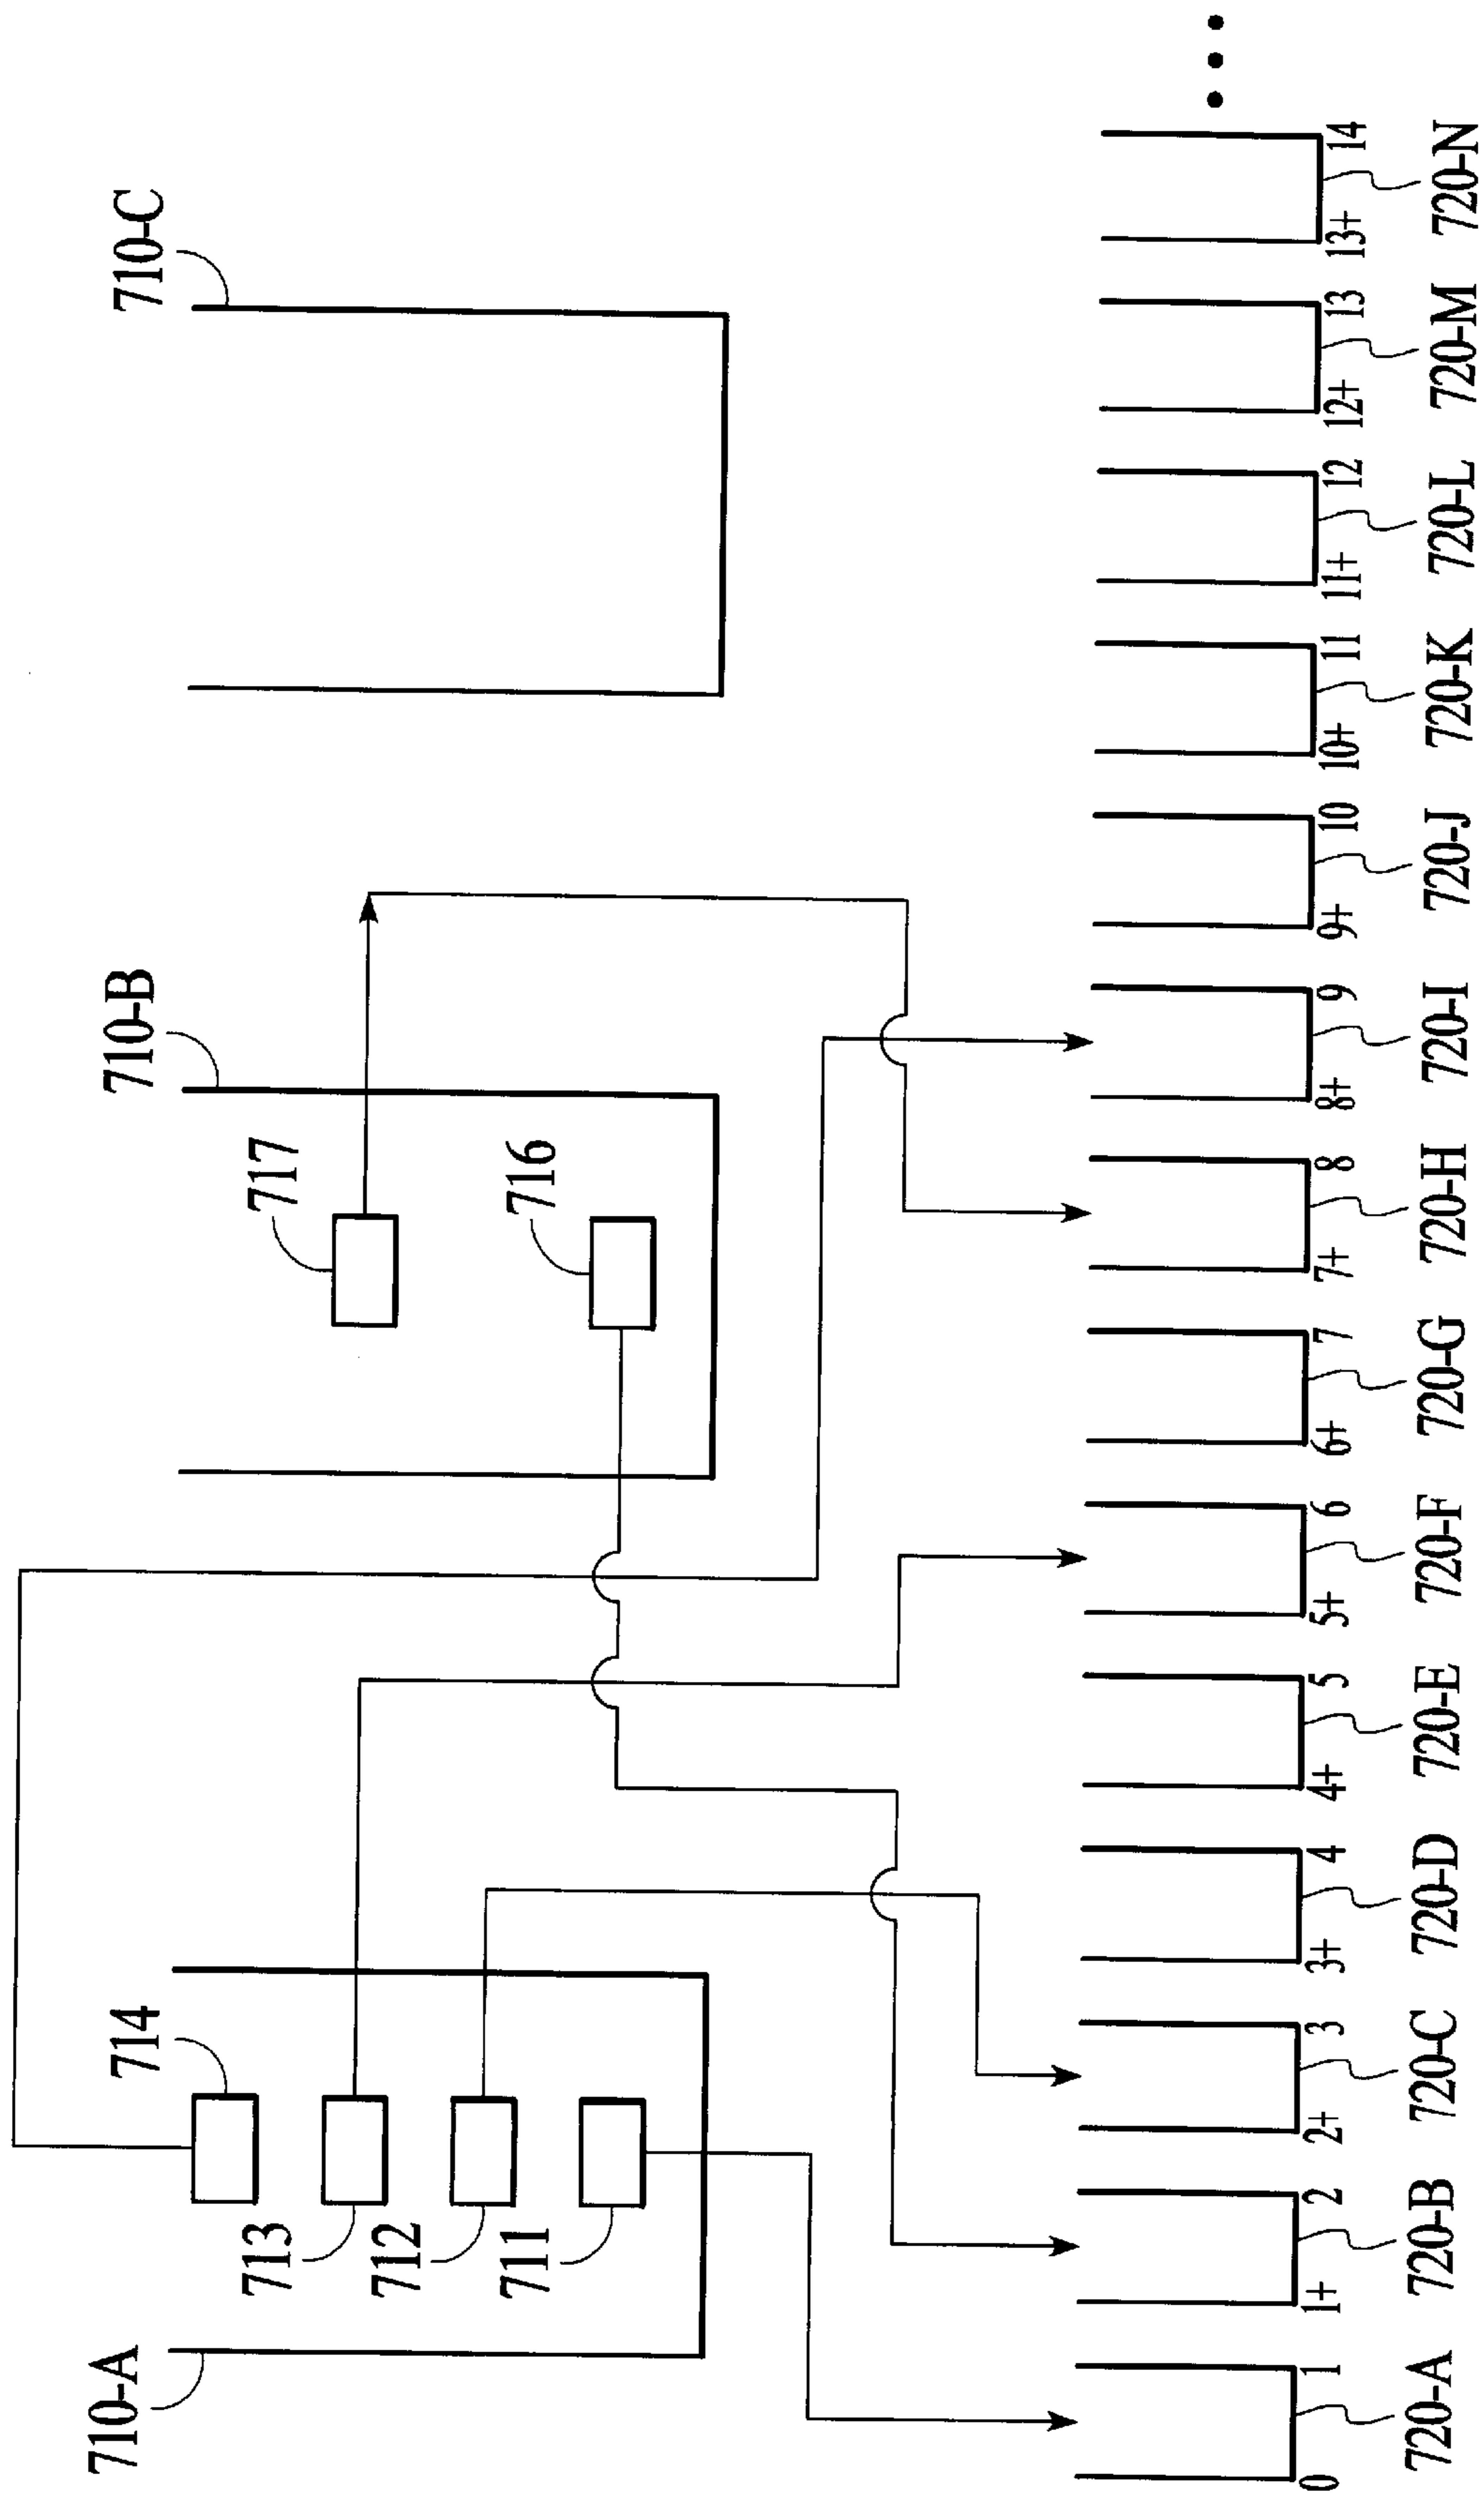 710-A
710-B
710-C
714
713
712
711
717
716
0 1
1+ 2
2+ 3
3+ 4
4+ 5
5+ 6
6+ 7
7+ 8
8+ 9
9+ 10
10+ 11
11+ 12
12+ 13
13+ 14
720-A
720-B
720-C
720-D
720-E
720-F
720-G
720-H
720-I
720-J
720-K
720-L
720-M
720-N